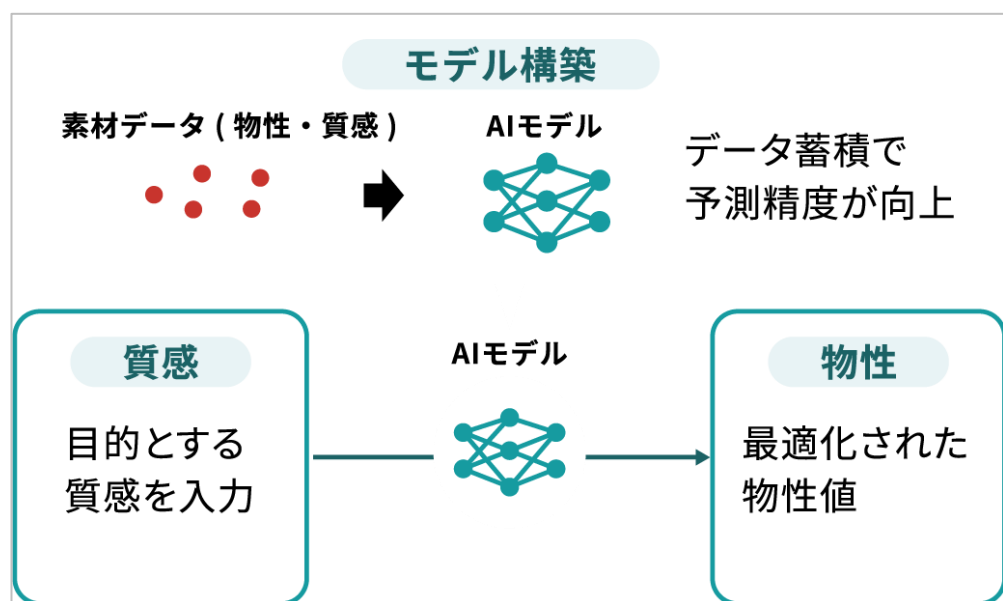 モデル構築
素材データ ( 物性・質感 )
AIモデル
データ蓄積で
予測精度が向上
質感
目的とする
質感を入力
AIモデル
物性
最適化された
物性値